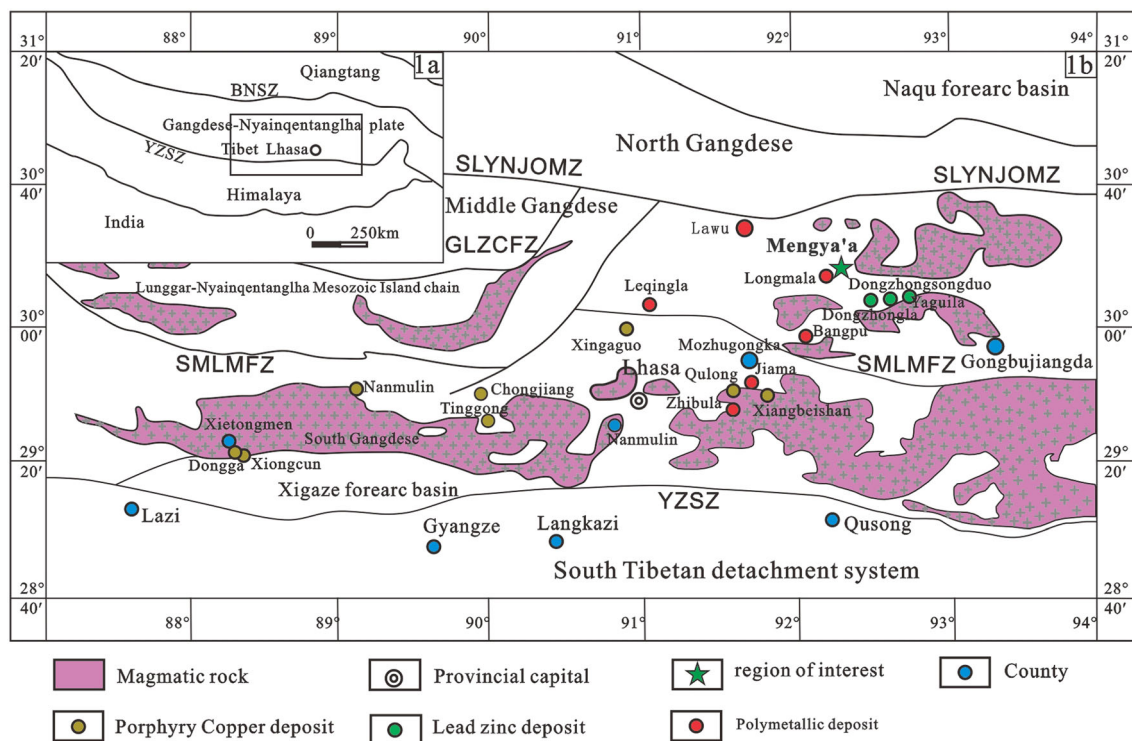 88° 89° 90° 91° 92° 93° 94°
31° 20′
31° 20′
1a
1b
Qiangtang
BNSZ
Gangdese-Nyainqentanglha plate
YZSZ
Tibet Lhasa
Himalaya
India
0 250km
Naqu forearc basin
North Gangdese
SLYNJOMZ
SLYNJOMZ
30° 40′
30° 40′
Middle Gangdese
GLZCFZ
Lawu
Mengya'a
Longmala
Dongzhongsongduo
Lunggar-Nyainqentanglha Mesozoic Island chain
Leqingla
Yaguila
Dongzhongla
30° 00′
30° 00′
Xingaguo
Bangpu
Mozhugongka
SMLMFZ
SMLMFZ
Gongbujiangda
Lhasa
Qulong
Jiama
Nanmulin
Chongjiang
Zhibula
Xiangbeishan
Tinggong
Xietongmen
South Gangdese
Nanmulin
Dongga
Xiongcun
29° 20′
29° 20′
Xigaze forearc basin
YZSZ
Lazi
Gyangze
Langkazi
Qusong
South Tibetan detachment system
28° 40′
28° 40′
88° 89° 90° 91° 92° 93° 94°
Magmatic rock
Provincial capital
region of interest
County
Porphyry Copper deposit
Lead zinc deposit
Polymetallic deposit